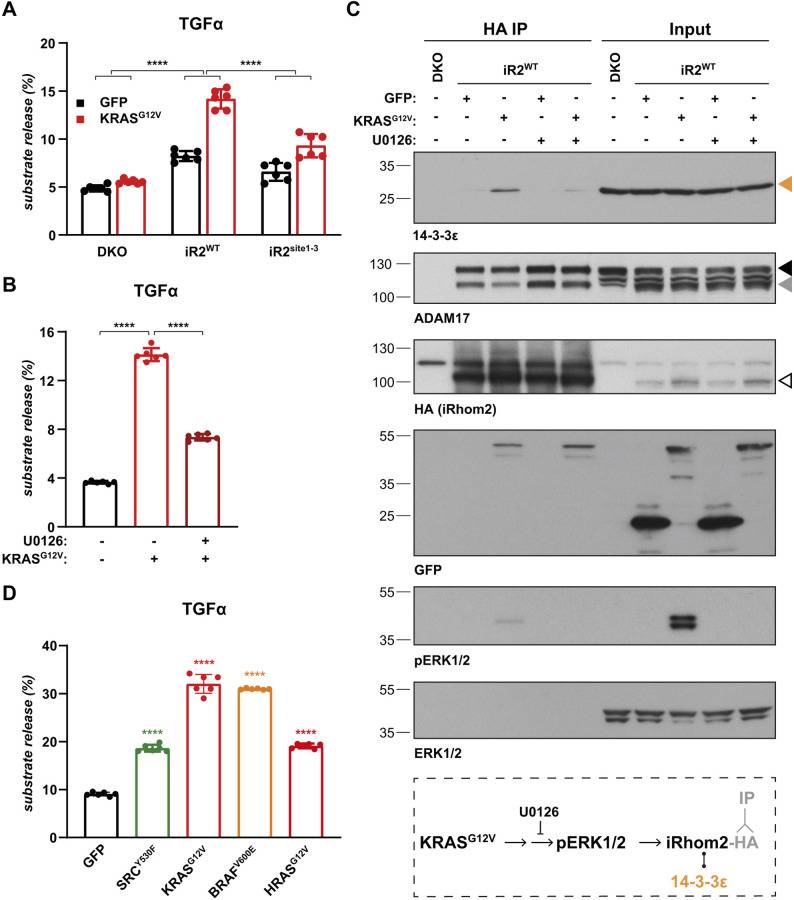 A
TGFα
substrate release (%)
20
15
10
5
0
**** ****
GFP
KRASG12V
DKO iR2WT iR2site1-3
B
TGFα
substrate release (%)
16
12
8
4
0
**** ****
U0126: - - +
KRASG12V: - + +
D
TGFα
substrate release (%)
40
30
20
10
0
**** **** **** ****
GFP SRCY530F KRASG12V BRAFV600E HRASG12V
C
HA IP Input
DKO iR2WT DKO iR2WT
GFP: - + - + - - + - + -
KRASG12V: - - + - + - - + - +
U0126: - - - + + - - - + +
35
25
14-3-3ε
130
100
ADAM17
130
100
HA (iRhom2)
55
35
25
GFP
55
35
pERK1/2
55
35
ERK1/2
IP
U0126
KRASG12V → → pERK1/2 → iRhom2-HA
14-3-3ε